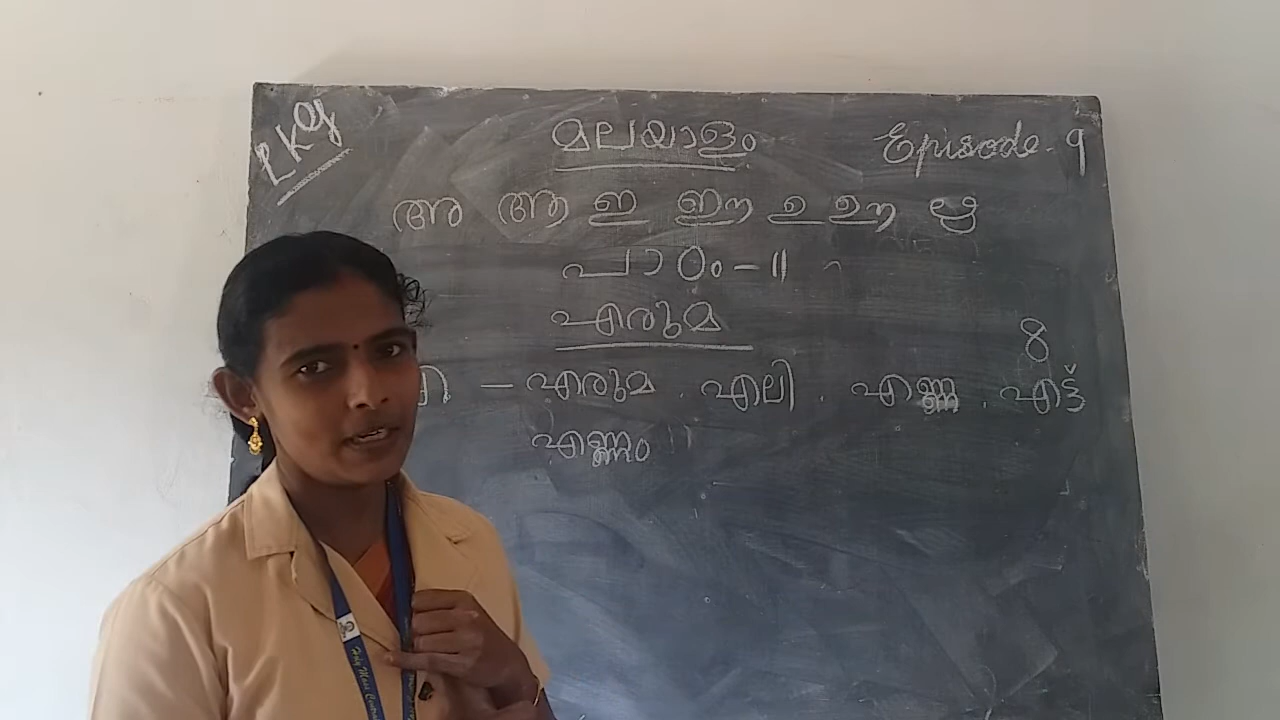 LKG
മലയാളം
Episode - 9
അ ആ ഇ ഈ ഉ ഊ ഋ
പാഠം - 11
എരുമ
8
എ - എരുമ . എലി . എണ്ണ . എട്ട്
എണ്ണം